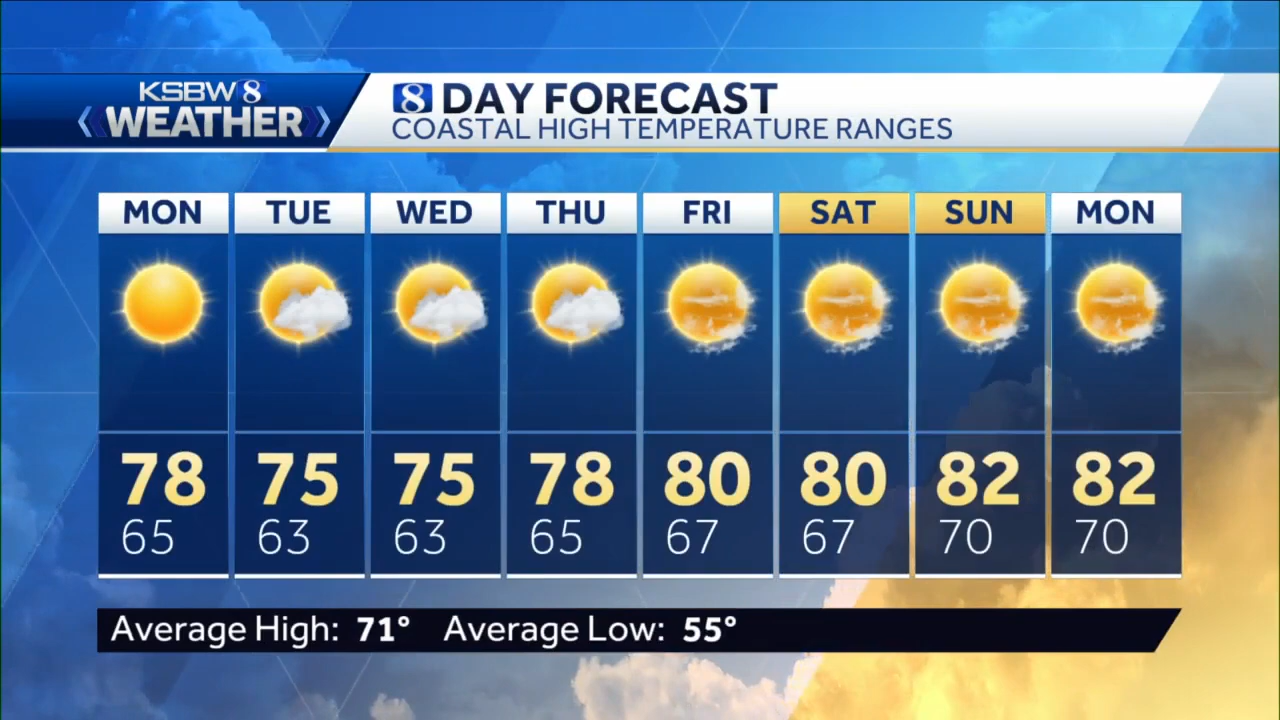 KSBW 8
WEATHER
8 DAY FORECAST
COASTAL HIGH TEMPERATURE RANGES
MON TUE WED THU FRI SAT SUN MON
78 75 75 78 80 80 82 82
65 63 63 65 67 67 70 70
Average High: 71° Average Low: 55°